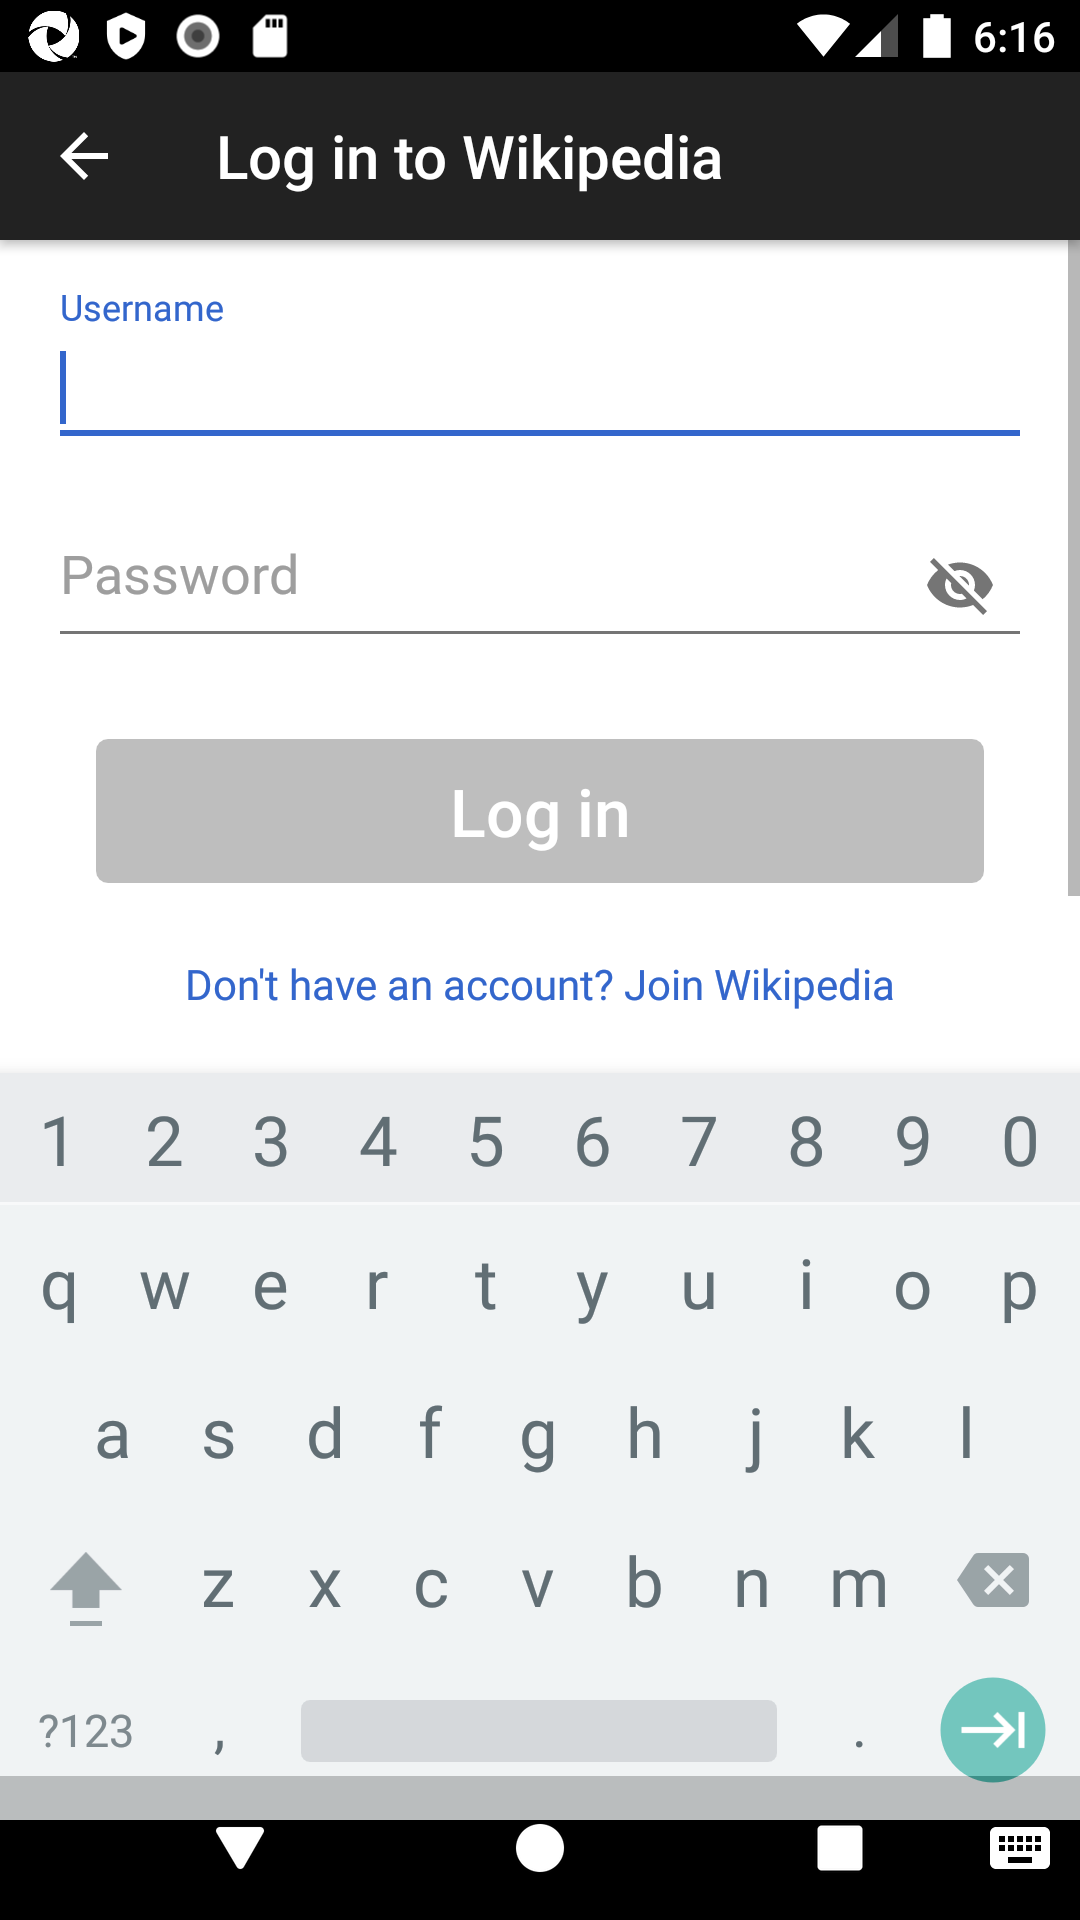 6:16
Log in to Wikipedia
Username
Password
Log in
Don't have an account? Join Wikipedia
1 2 3 4 5 6 7 8 9 0
q w e r t y u i o p
a s d f g h j k l
z x c v b n m
?123 , .